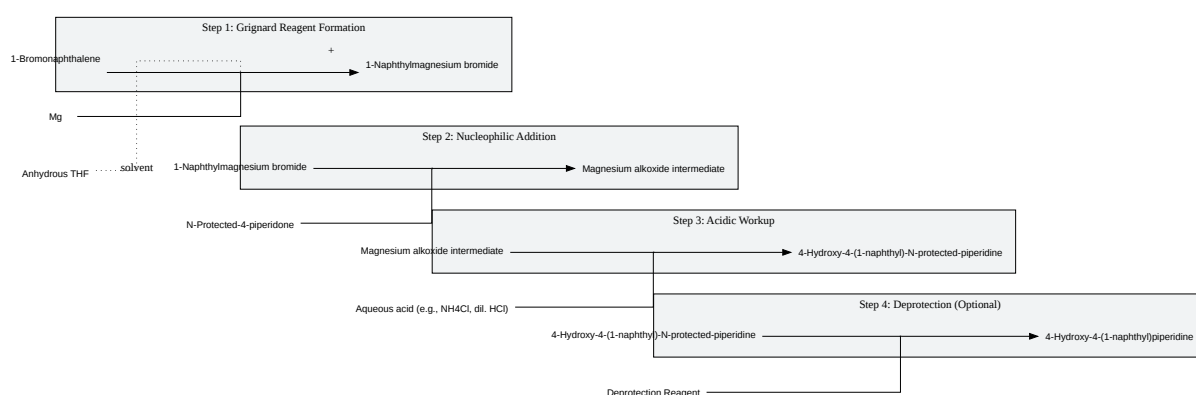 Step 1: Grignard Reagent Formation
+
1-Bromonaphthalene
1-Naphthylmagnesium bromide
Mg
Step 2: Nucleophilic Addition
Anhydrous THF
solvent
1-Naphthylmagnesium bromide
Magnesium alkoxide intermediate
N-Protected-4-piperidone
Step 3: Acidic Workup
Magnesium alkoxide intermediate
4-Hydroxy-4-(1-naphthyl)-N-protected-piperidine
Aqueous acid (e.g., NH4Cl, dil. HCl)
Step 4: Deprotection (Optional)
4-Hydroxy-4-(1-naphthyl)-N-protected-piperidine
4-Hydroxy-4-(1-naphthyl)piperidine
Deprotection Reagent